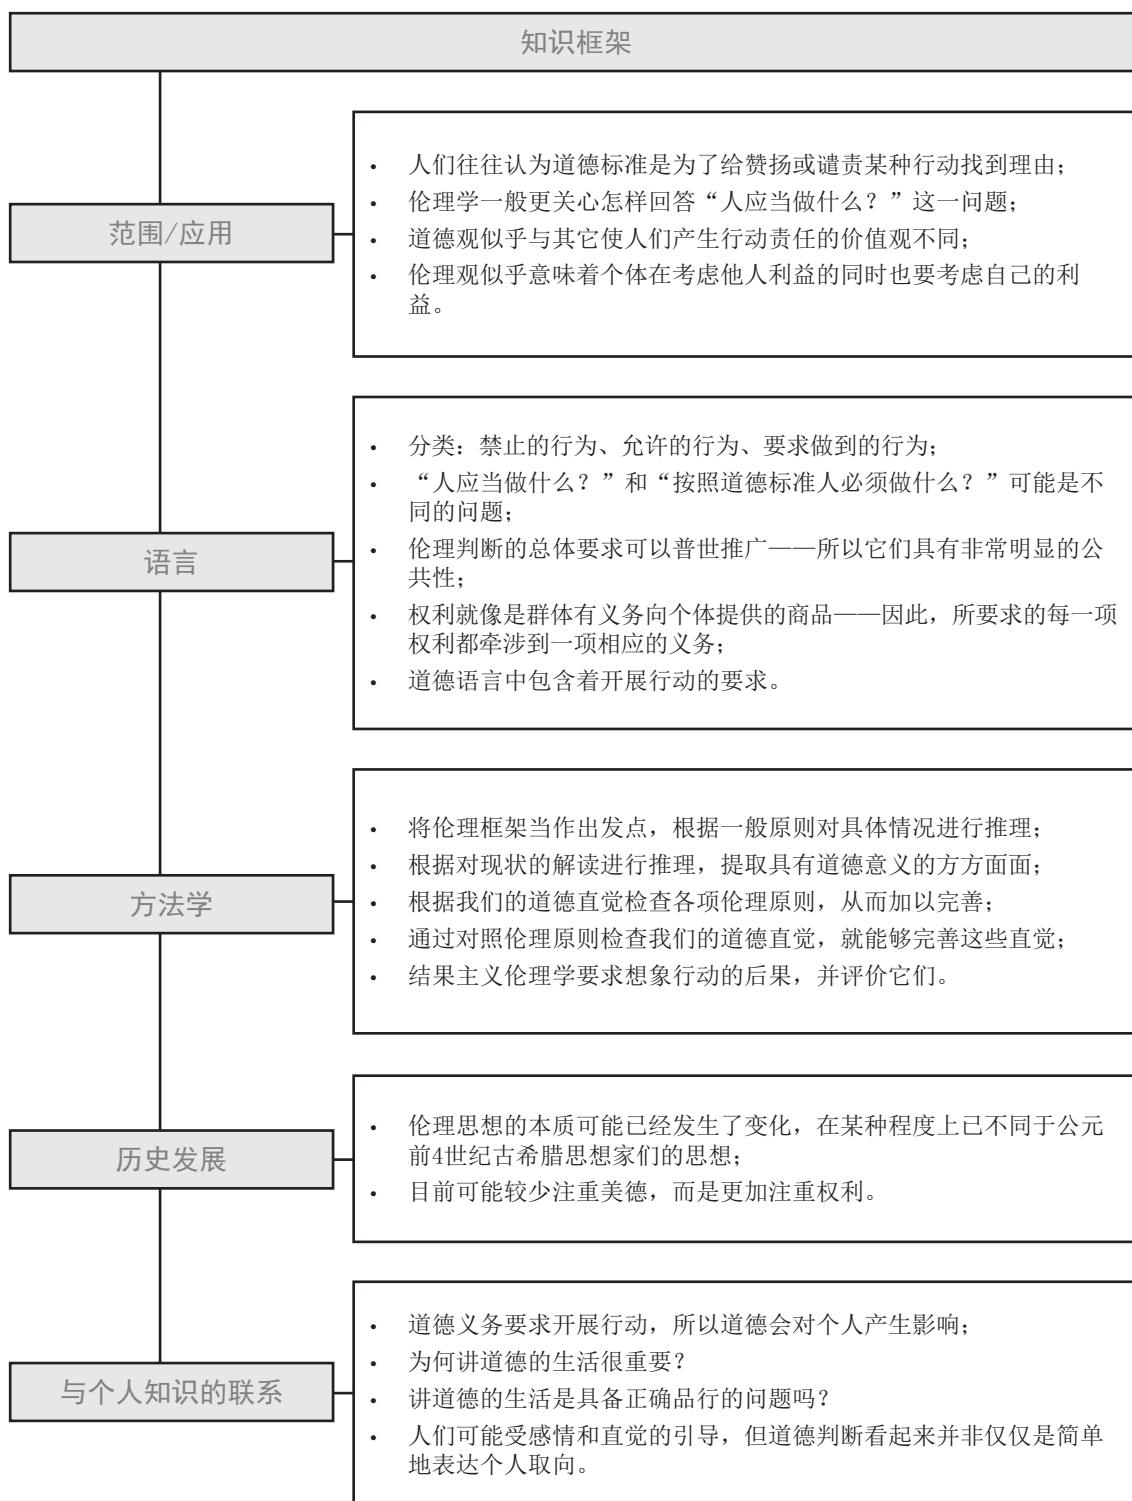 知识框架
范围/应用
• 人们往往认为道德标准是为了给赞扬或谴责某种行动找到理由；
• 伦理学一般更关心怎样回答“人应当做什么？”这一问题；
• 道德观似乎与其它使人们产生行动责任的价值观不同；
• 伦理观似乎意味着个体在考虑他人利益的同时也要考虑自己的利
益。
语言
• 分类：禁止的行为、允许的行为、要求做到的行为；
• “人应当做什么？”和“按照道德标准人必须做什么？”可能是不
同的问题；
• 伦理判断的总体要求可以普世推广——所以它们具有非常明显的公
共性；
• 权利就像是群体有义务向个体提供的商品——因此，所要求的每一项
权利都牵涉到一项相应的义务；
• 道德语言中包含着开展行动的要求。
方法学
• 将伦理框架当作出发点，根据一般原则对具体情况进行推理；
• 根据对现状的解读进行推理，提取具有道德意义的方方面面；
• 根据我们的道德直觉检查各项伦理原则，从而加以完善；
• 通过对照伦理原则检查我们的道德直觉，就能够完善这些直觉；
• 结果主义伦理学要求想象行动的后果，并评价它们。
历史发展
• 伦理思想的本质可能已经发生了变化，在某种程度上已不同于公元
前4世纪古希腊思想家们的思想；
• 目前可能较少注重美德，而是更加注重权利。
与个人知识的联系
• 道德义务要求开展行动，所以道德会对个人产生影响；
• 为何讲道德的生活很重要？
• 讲道德的生活是具备正确品行的问题吗？
• 人们可能受感情和直觉的引导，但道德判断看起来并非仅仅是简单
地表达个人取向。